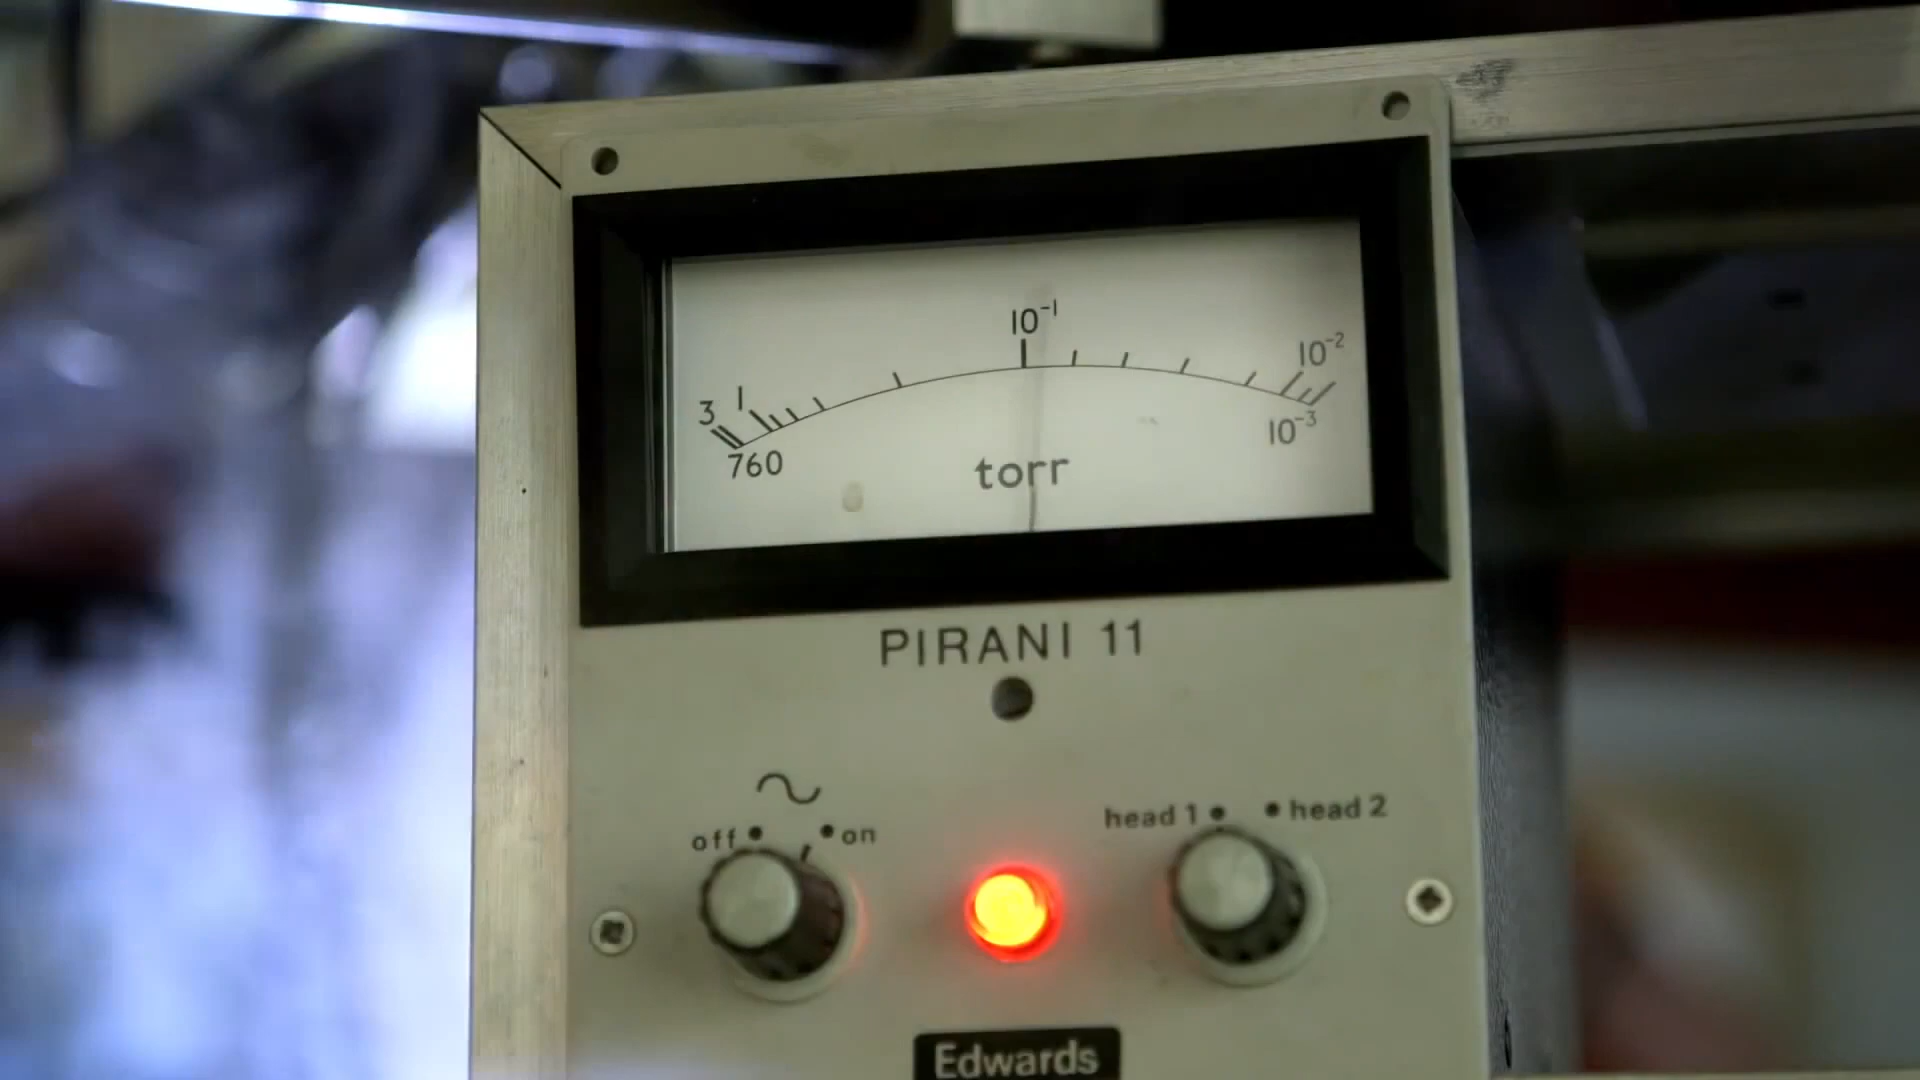 10⁻¹
10⁻²
3 1
10⁻³
760
torr
PIRANI 11
off on
head 1 head 2
Edwards